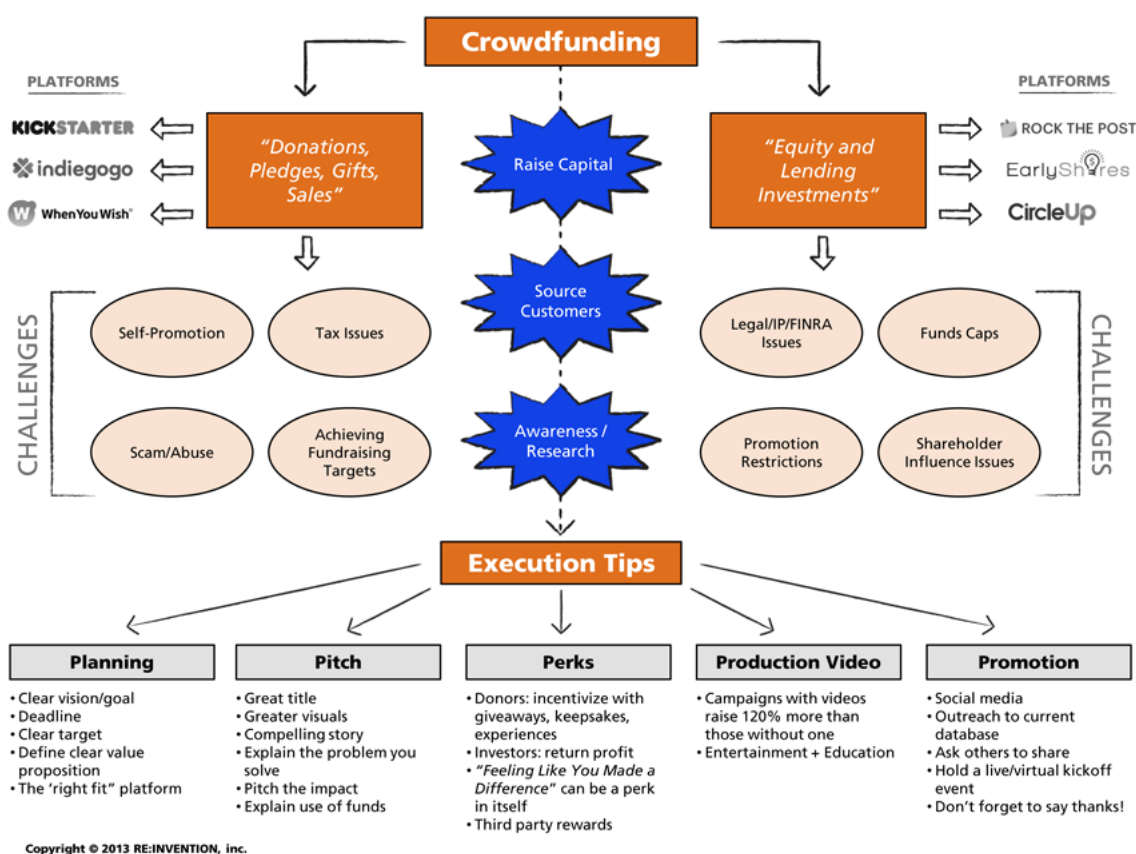 Crowdfunding
PLATFORMS
KICKSTARTER
indiegogo
W WhenYouWish®
“Donations,
Pledges, Gifts,
Sales”
Raise Capital
“Equity and
Lending
Investments”
PLATFORMS
ROCK THE POST
EarlyShares
CircleUp
CHALLENGES
Self-Promotion
Tax Issues
Scam/Abuse
Achieving
Fundraising
Targets
Source
Customers
Awareness /
Research
Legal/IP/FINRA
Issues
Funds Caps
Promotion
Restrictions
Shareholder
Influence Issues
CHALLENGES
Execution Tips
Planning
• Clear vision/goal
• Deadline
• Clear target
• Define clear value
proposition
• The ‘right fit” platform
Pitch
• Great title
• Greater visuals
• Compelling story
• Explain the problem you
solve
• Pitch the impact
• Explain use of funds
Perks
• Donors: incentivize with
giveaways, keepsakes,
experiences
• Investors: return profit
• “Feeling Like You Made a
Difference” can be a perk
in itself
• Third party rewards
Production Video
• Campaigns with videos
raise 120% more than
those without one
• Entertainment + Education
Promotion
• Social media
• Outreach to current
database
• Ask others to share
• Hold a live/virtual kickoff
event
• Don’t forget to say thanks!
Copyright © 2013 RE:INVENTION, inc.